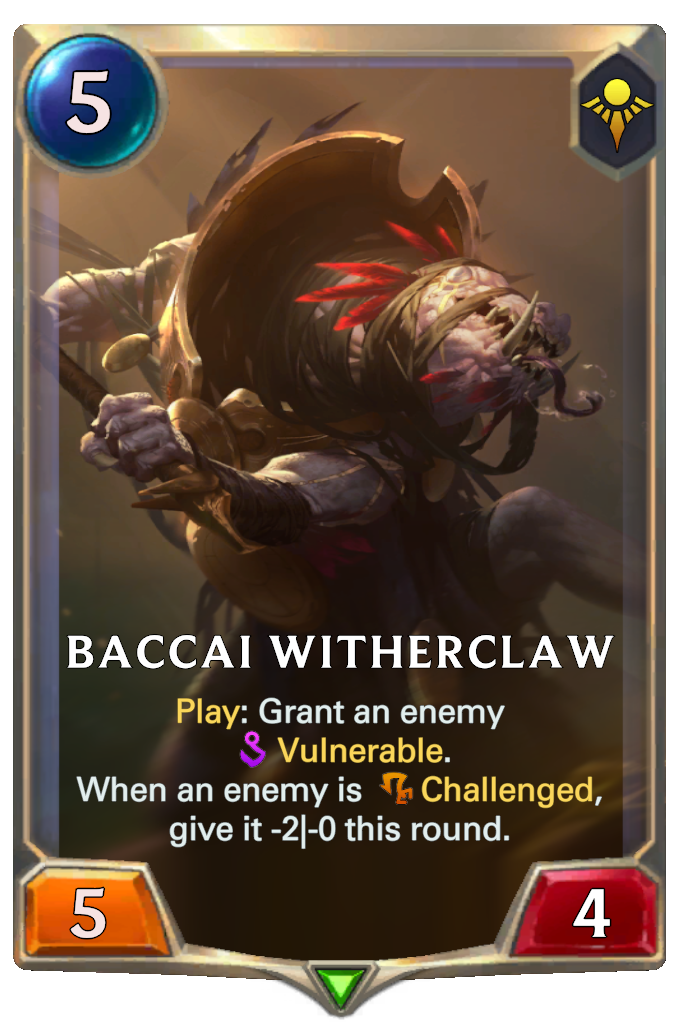 5
BACCAI WITHERCLAW
Play: Grant an enemy
Vulnerable.
When an enemy is Challenged,
give it -2|-0 this round.
5
4